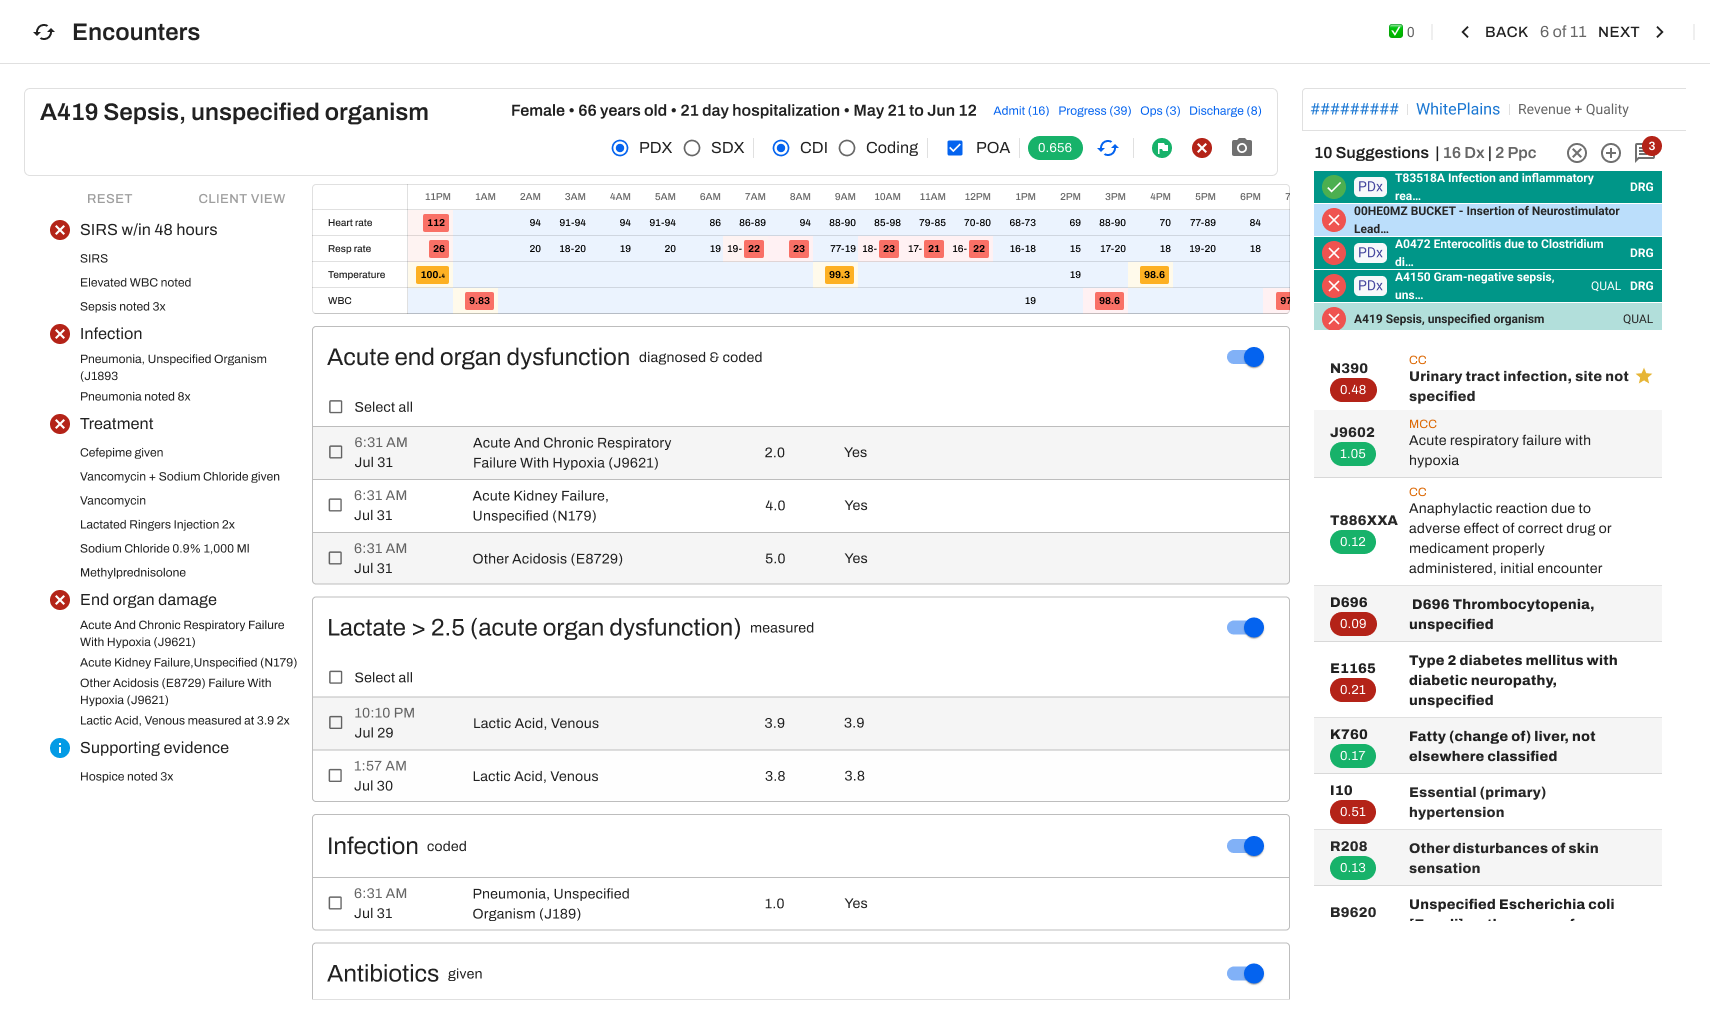 Encounters
0
BACK 6 of 11 NEXT
A419 Sepsis, unspecified organism
Female • 66 years old • 21 day hospitalization • May 21 to Jun 12 Admit (16) Progress (39) Ops (3) Discharge (8)
PDX SDX CDI Coding POA 0.656
######### WhitePlains Revenue + Quality
RESET CLIENT VIEW
SIRS w/in 48 hours
SIRS
Elevated WBC noted
Sepsis noted 3x
Infection
Pneumonia, Unspecified Organism
(J1893
Pneumonia noted 8x
Treatment
Cefepime given
Vancomycin + Sodium Chloride given
Vancomycin
Lactated Ringers Injection 2x
Sodium Chloride 0.9% 1,000 Ml
Methylprednisolone
End organ damage
Acute And Chronic Respiratory Failure
With Hypoxia (J9621)
Acute Kidney Failure,Unspecified (N179)
Other Acidosis (E8729) Failure With
Hypoxia (J9621)
Lactic Acid, Venous measured at 3.9 2x
Supporting evidence
Hospice noted 3x
11PM 1AM 2AM 3AM 4AM 5AM 6AM 7AM 8AM 9AM 10AM 11AM 12PM 1PM 2PM 3PM 4PM 5PM 6PM 7
Heart rate 112 94 91-94 94 91-94 86 86-89 94 88-90 85-98 79-85 70-80 68-73 69 88-90 70 77-89 84
Resp rate 26 20 18-20 19 20 19 19- 22 23 77-19 18- 23 17- 21 16- 22 16-18 15 17-20 18 19-20 18
Temperature 100.4 99.3 19 98.6
WBC 9.83 19 98.6 97
Acute end organ dysfunction diagnosed & coded
Select all
6:31 AM
Jul 31
Acute And Chronic Respiratory
Failure With Hypoxia (J9621)
2.0 Yes
6:31 AM
Jul 31
Acute Kidney Failure,
Unspecified (N179)
4.0 Yes
6:31 AM
Jul 31
Other Acidosis (E8729)
5.0 Yes
Lactate > 2.5 (acute organ dysfunction) measured
Select all
10:10 PM
Jul 29
Lactic Acid, Venous
3.9 3.9
1:57 AM
Jul 30
Lactic Acid, Venous
3.8 3.8
Infection coded
6:31 AM
Jul 31
Pneumonia, Unspecified
Organism (J189)
1.0 Yes
Antibiotics given
10 Suggestions | 16 Dx | 2 Ppc
3
PDx T83518A Infection and inflammatory
rea...
DRG
00HE0MZ BUCKET - Insertion of Neurostimulator
Lead...
PDx A0472 Enterocolitis due to Clostridium
di...
DRG
PDx A4150 Gram-negative sepsis,
uns...
QUAL DRG
A419 Sepsis, unspecified organism QUAL
N390
0.48
CC
Urinary tract infection, site not
specified
J9602
1.05
MCC
Acute respiratory failure with
hypoxia
T886XXA
0.12
CC
Anaphylactic reaction due to
adverse effect of correct drug or
medicament properly
administered, initial encounter
D696
0.09
D696 Thrombocytopenia,
unspecified
E1165
0.21
Type 2 diabetes mellitus with
diabetic neuropathy,
unspecified
K760
0.17
Fatty (change of) liver, not
elsewhere classified
I10
0.51
Essential (primary)
hypertension
R208
0.13
Other disturbances of skin
sensation
B9620
Unspecified Escherichia coli